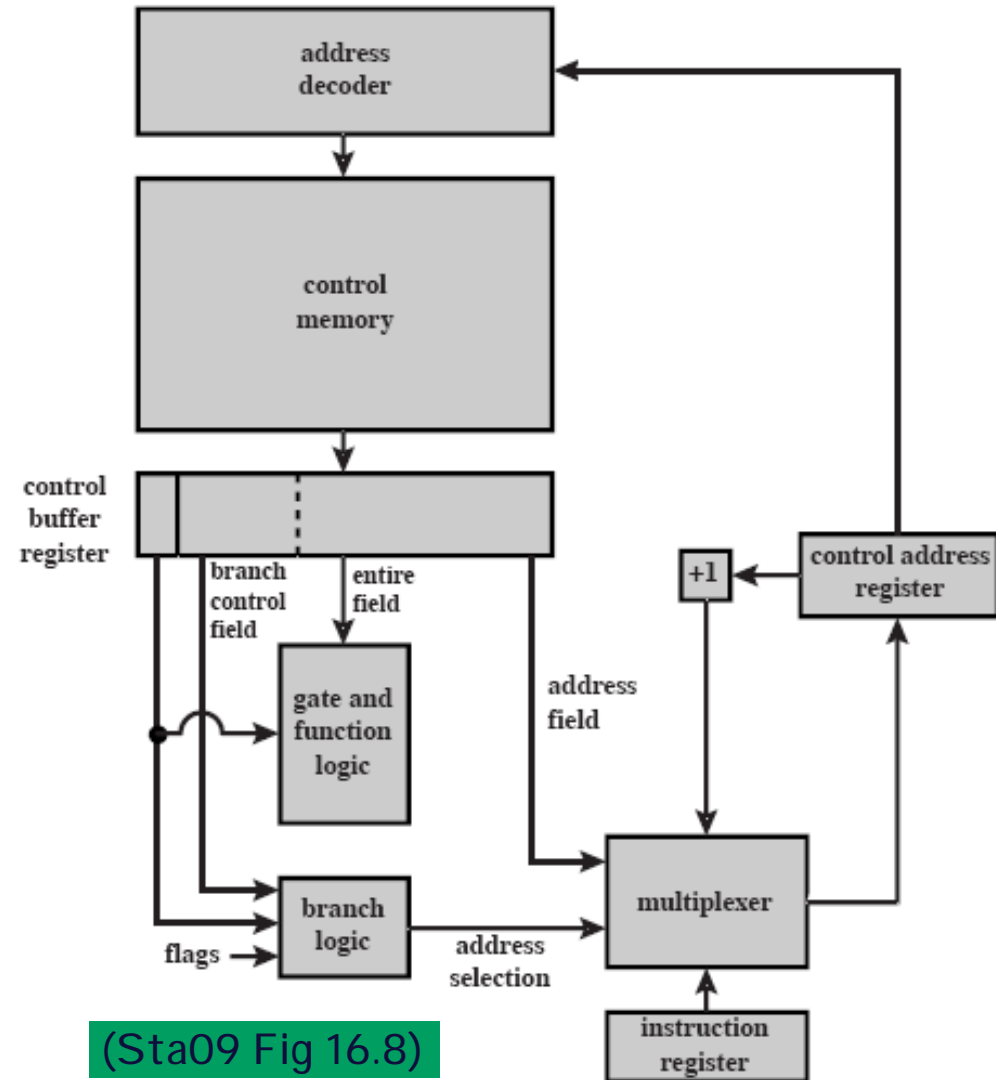 address
decoder
control
memory
control
buffer
register
branch
control
field
entire
field
gate and
function
logic
address
field
+1
control address
register
branch
logic
flags
address
selection
multiplexer
instruction
register
(Sta09 Fig 16.8)